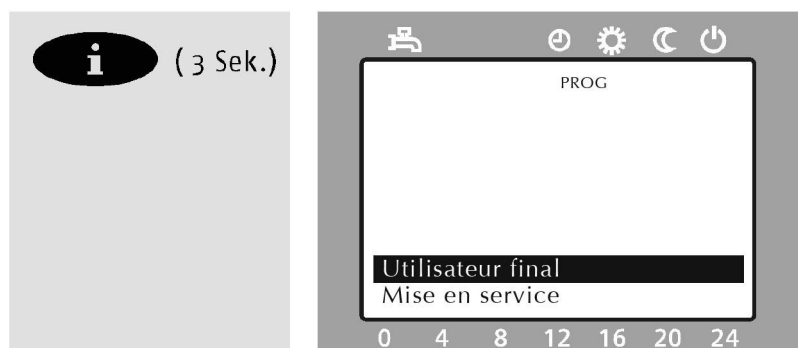 i (3 Sek.)
PROG
Utilisateur final
Mise en service
0 4 8 12 16 20 24